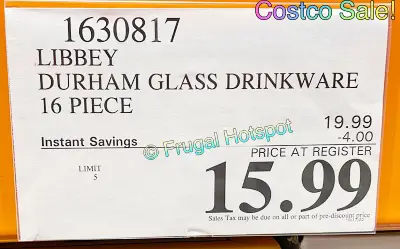 Costco Sale!
1630817
LIBBEY
DURHAM GLASS DRINKWARE
16 PIECE
19.99
Instant Savings -4.00
© Frugal Hotspot
PRICE AT REGISTER
LIMIT
5
15.99
Sales Tax may be due on all or part of pre-discount price